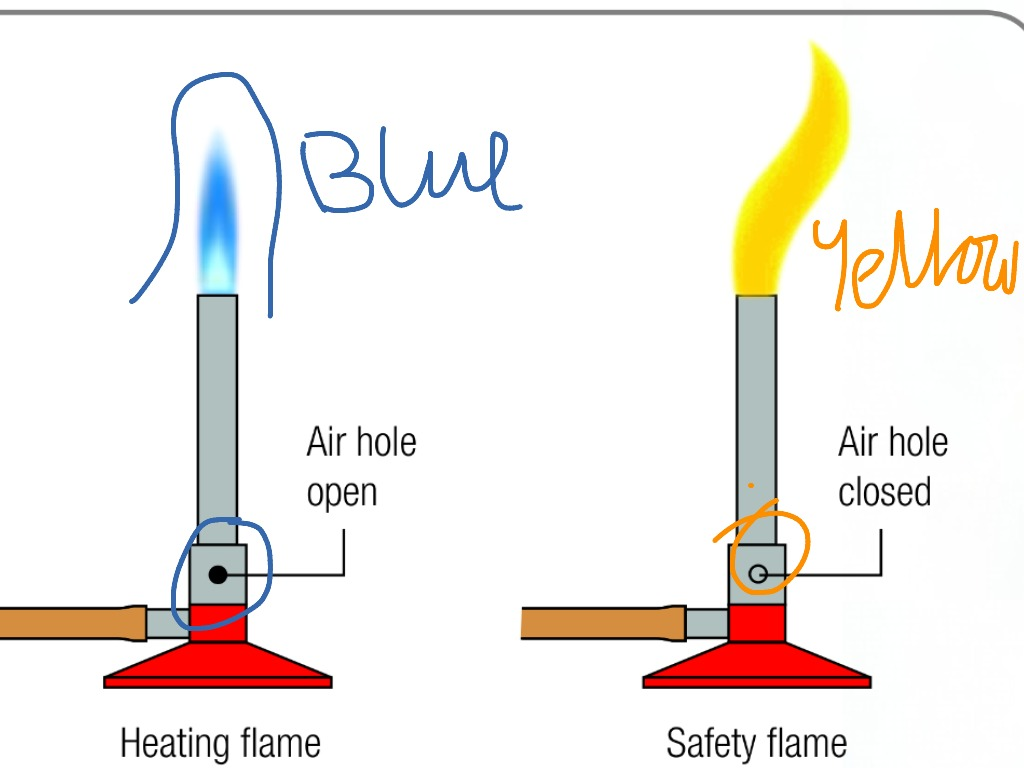 Blue
Yellow
Air hole
open
Air hole
closed
Heating flame
Safety flame